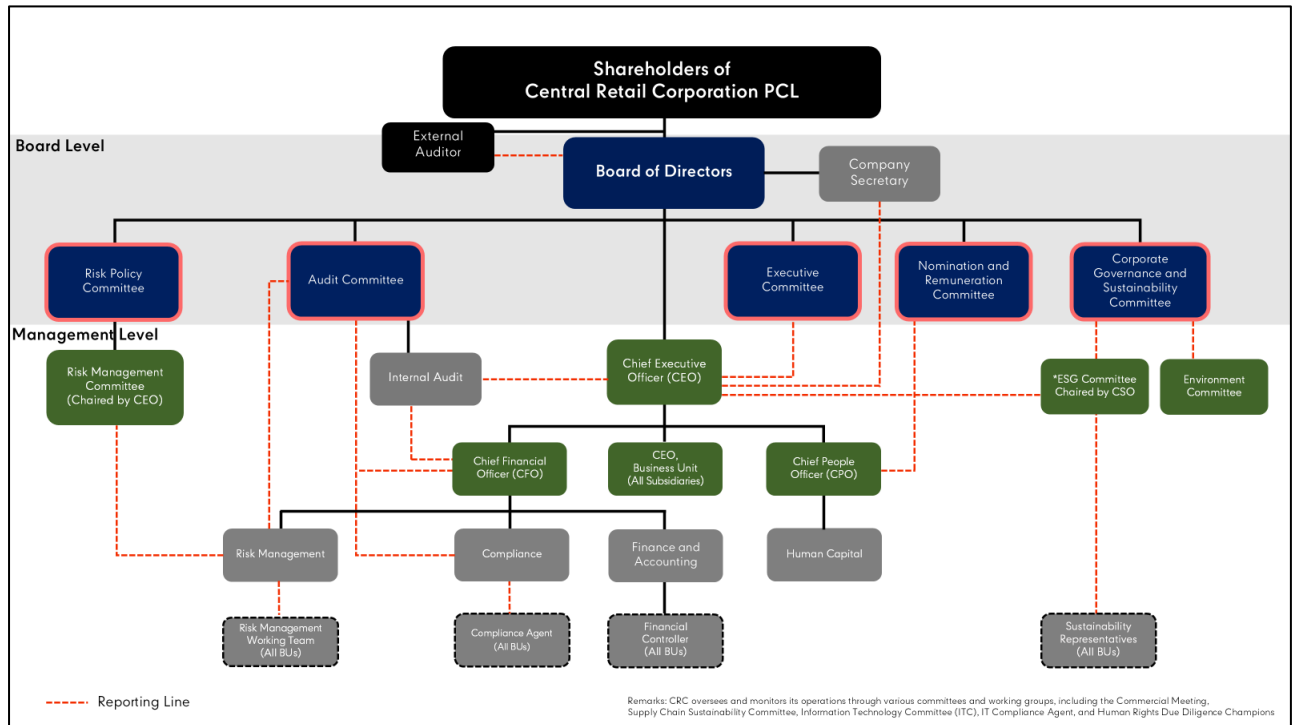 Shareholders of
Central Retail Corporation PCL
External
Auditor
Board Level
Board of Directors
Company
Secretary
Risk Policy
Committee
Audit Committee
Executive
Committee
Nomination and
Remuneration
Committee
Corporate
Governance and
Sustainability
Committee
Management Level
Risk Management
Committee
(Chaired by CEO)
Internal Audit
Chief Executive
Officer (CEO)
*ESG Committee
Chaired by CSO
Environment
Committee
Chief Financial
Officer (CFO)
CEO,
Business Unit
(All Subsidiaries)
Chief People
Officer (CPO)
Risk Management
Compliance
Finance and
Accounting
Human Capital
Risk Management
Working Team
(All BUs)
Compliance Agent
(All BUs)
Financial
Controller
(All BUs)
Sustainability
Representatives
(All BUs)
Reporting Line
Remarks: CRC oversees and monitors its operations through various committees and working groups, including the Commercial Meeting,
Supply Chain Sustainability Committee, Information Technology Committee (ITC), IT Compliance Agent, and Human Rights Due Diligence Champions